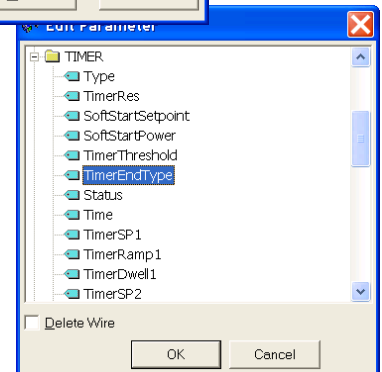 Edit Parameter
TIMER
Type
TimerRes
SoftStartSetpoint
SoftStartPower
TimerThreshold
TimerEndType
Status
Time
TimerSP1
TimerRamp1
TimerDwell1
TimerSP2
Delete Wire
OK Cancel